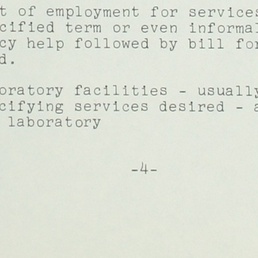 t of employment for services
cified term or even informal
cy help followed by bill for
d.
oratory facilities - usually
cifying services desired - a
laboratory
-4-